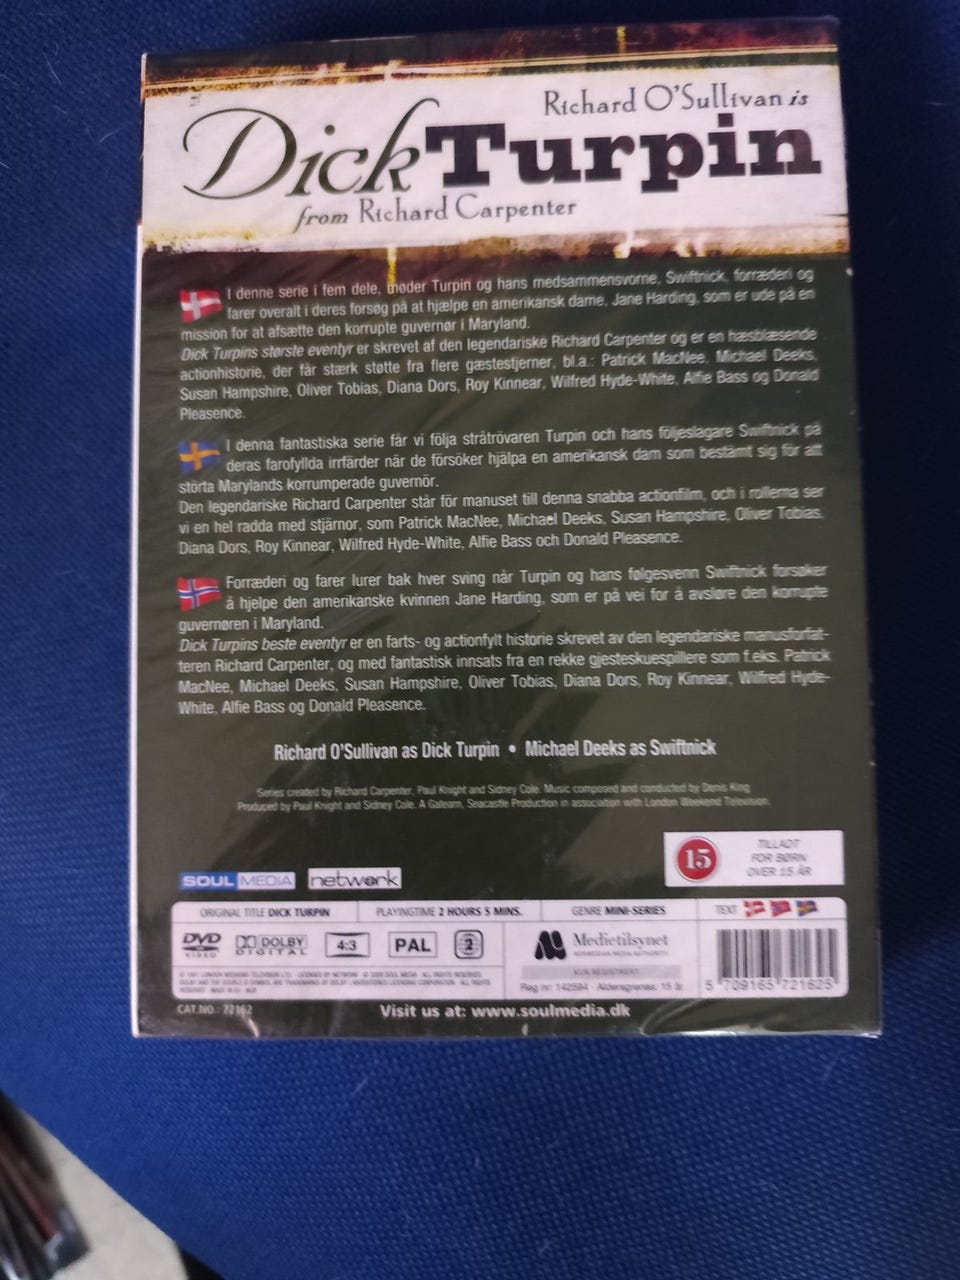 Richard O'Sullivan is
Dick Turpin
from Richard Carpenter
I denne serie i fem dele, møder Turpin og hans medsammensvorne, Swiftnick, forræderi og
farer overalt i deres forsøg på at hjælpe en amerikansk dame, Jane Harding, som er ude på en
mission for at afsætte den korrupte guvernør i Maryland.
Dick Turpins største eventyr er skrevet af den legendariske Richard Carpenter og er en hæsblæsende
actionhistorie, der får stærk støtte fra flere gæstestjerner, bl.a.: Patrick MacNee, Michael Deeks,
Susan Hampshire, Oliver Tobias, Diana Dors, Roy Kinnear, Wilfred Hyde-White, Alfie Bass og Donald
Pleasence.
I denna fantastiska serie får vi följa stråtrövaren Turpin och hans följeslagare Swiftnick på
deras farofyllda irrfärder när de försöker hjälpa en amerikansk dam som bestämt sig för att
störta Marylands korrumperade guvernör.
Den legendariske Richard Carpenter står för manuset till denna snabba actionfilm, och i rollerna ser
vi en hel radda med stjärnor, som Patrick MacNee, Michael Deeks, Susan Hampshire, Oliver Tobias,
Diana Dors, Roy Kinnear, Wilfred Hyde-White, Alfie Bass och Donald Pleasence.
Forræderi og farer lurer bak hver sving når Turpin og hans følgesvenn Swiftnick forsøker
å hjelpe den amerikanske kvinnen Jane Harding, som er på vei for å avsløre den korrupte
guvernøren i Maryland.
Dick Turpins beste eventyr er en farts- og actionfylt historie skrevet av den legendariske manusforfat-
teren Richard Carpenter, og med fantastisk innsats fra en rekke gjesteskuespillere som f.eks. Patrick
MacNee, Michael Deeks, Susan Hampshire, Oliver Tobias, Diana Dors, Roy Kinnear, Wilfred Hyde-
White, Alfie Bass og Donald Pleasence.
Richard O'Sullivan as Dick Turpin • Michael Deeks as Swiftnick
Series created by Richard Carpenter, Paul Knight and Sidney Cole. Music composed and conducted by Denis King
Produced by Paul Knight and Sidney Cole. A Gatearn, Seacastle Production in association with London Weekend Television.
15
TILLADT
FOR BØRN
OVER 15 ÅR
SOUL MEDIA network
ORIGINAL TITLE DICK TURPIN PLAYINGTIME 2 HOURS 5 MINS. GENRE MINI-SERIES TEXT
DVD VIDEO DOLBY DIGITAL 4:3 PAL 2
Medietilsynet
NORWEGIAN MEDIA AUTHORITY
KUN REGISTRERT
Reg nr: 142594 - Aldersgrense: 15 år
5 709165 721625
CAT.NO.: 72162
Visit us at: www.soulmedia.dk